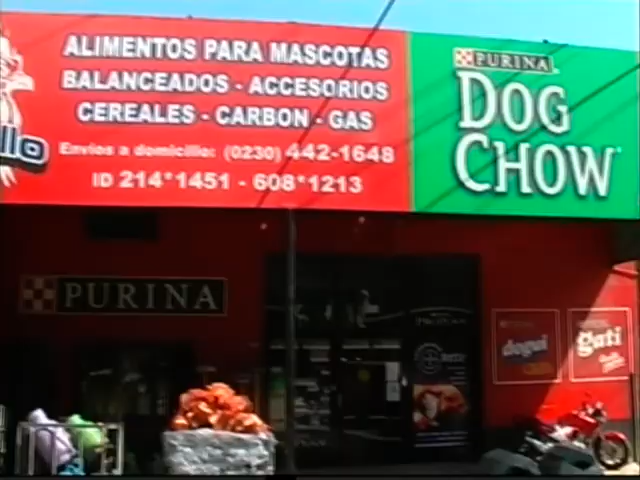 ALIMENTOS PARA MASCOTAS
BALANCEADOS - ACCESORIOS
CEREALES - CARBON - GAS
Envios a domicilio: (0230) 442-1648
ID 214*1451 - 608*1213
llo
PURINA
DOG
CHOW
PURINA
dogui
gati